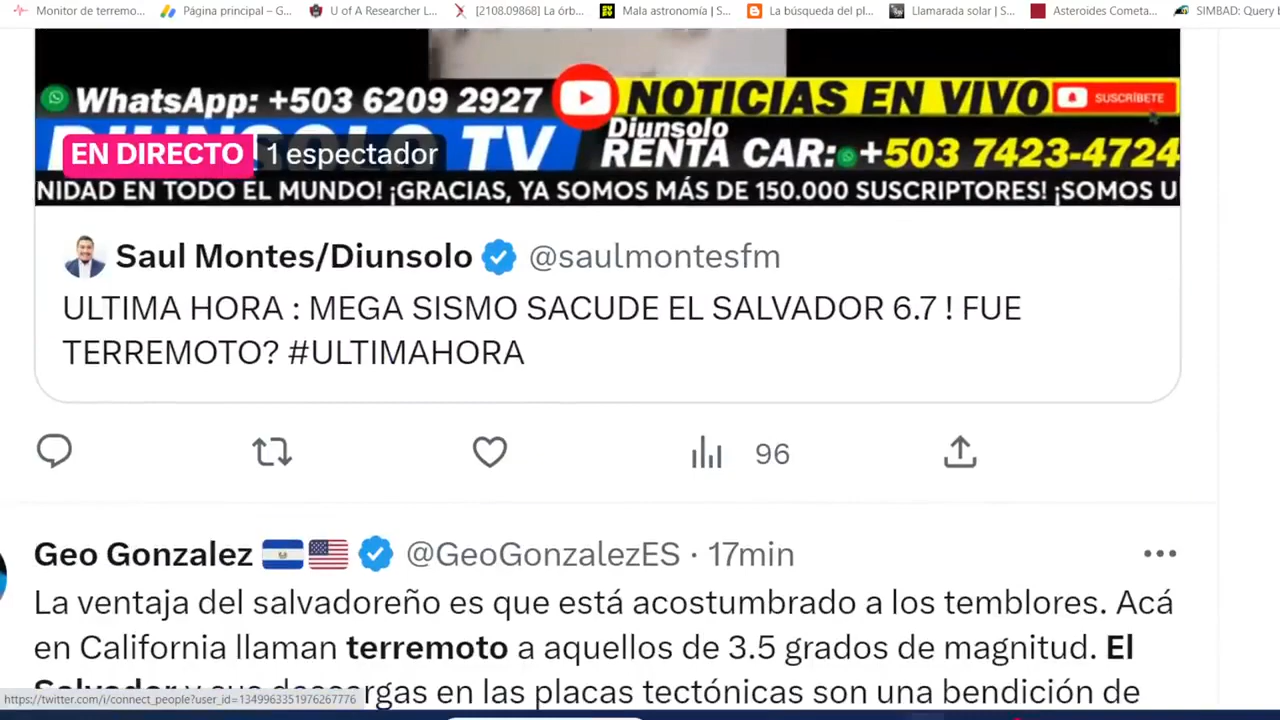 Monitor de terremo... Página principal – G... U of A Researcher L... [2108.09868] La órb... Mala astronomía | S... La búsqueda del pl... Llamarada solar | S... Asteroides Cometa... SIMBAD: Query b
WhatsApp: +503 6209 2927 NOTICIAS EN VIVO SUSCRÍBETE
DIUNSOLO TV Diunsolo
EN DIRECTO 1 espectador RENTA CAR: +503 7423-4724
NIDAD EN TODO EL MUNDO! ¡GRACIAS, YA SOMOS MÁS DE 150.000 SUSCRIPTORES! ¡SOMOS U
Saul Montes/Diunsolo @saulmontesfm
ULTIMA HORA : MEGA SISMO SACUDE EL SALVADOR 6.7 ! FUE
TERREMOTO? #ULTIMAHORA
96
Geo Gonzalez @GeoGonzalezES · 17min
La ventaja del salvadoreño es que está acostumbrado a los temblores. Acá
en California llaman terremoto a aquellos de 3.5 grados de magnitud. El
Salvador y sus descargas en las placas tectónicas son una bendición de
https://twitter.com/i/connect_people?user_id=1349963351976267776